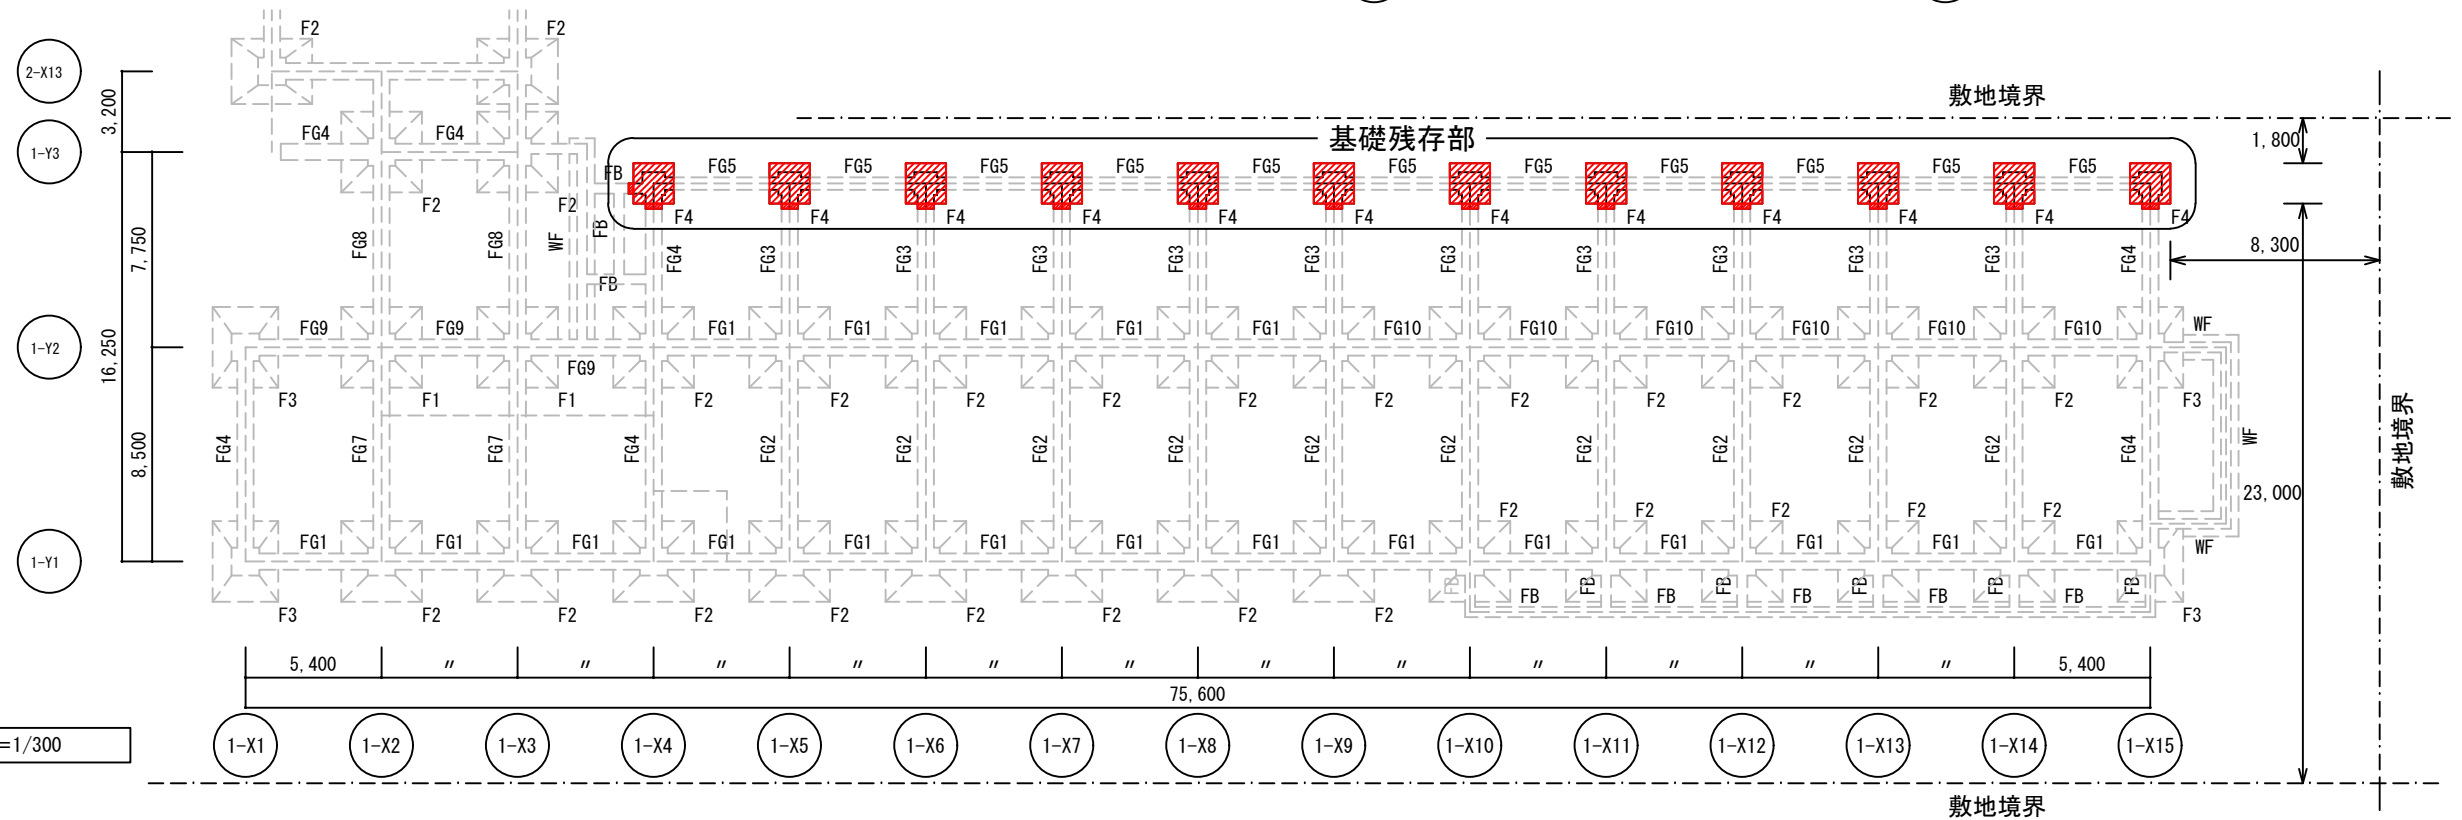 F2 F2
2-X13
敷地境界
3,200
基礎残存部
1,800
FG4 FG4
1-Y3
FB FG5 FG5 FG5 FG5 FG5 FG5 FG5 FG5 FG5 FG5 FG5
F2 F2 F4 F4 F4 F4 F4 F4 F4 F4 F4 F4 F4 F4
FB
7,750
FG8 FG8 WF FG4 FG3 FG3 FG3 FG3 FG3 FG3 FG3 FG3 FG3 FG3 FG4
8,300
FB
16,250
FG9 FG9 FG1 FG1 FG1 FG1 FG1 FG10 FG10 FG10 FG10 FG10 FG10 WF
1-Y2
FG9
F3 F1 F1 F2 F2 F2 F2 F2 F2 F2 F2 F2 F2 F2 F3
敷地境界
8,500
FG4 FG7 FG7 FG4 FG2 FG2 FG2 FG2 FG2 FG2 FG2 FG2 FG2 FG2 FG4 WF
23,000
F2 F2 F2 F2 F2
FG1 FG1 FG1 FG1 FG1 FG1 FG1 FG1 FG1 FG1 FG1 FG1 FG1 FG1 WF
1-Y1
FB FB FB FB FB FB
FB FB FB FB FB
F3 F2 F2 F2 F2 F2 F2 F2 F2 F3
5,400 〃 〃 〃 〃 〃 〃 〃 〃 〃 〃 〃 〃 5,400
75,600
=1/300
1-X1 1-X2 1-X3 1-X4 1-X5 1-X6 1-X7 1-X8 1-X9 1-X10 1-X11 1-X12 1-X13 1-X14 1-X15
敷地境界